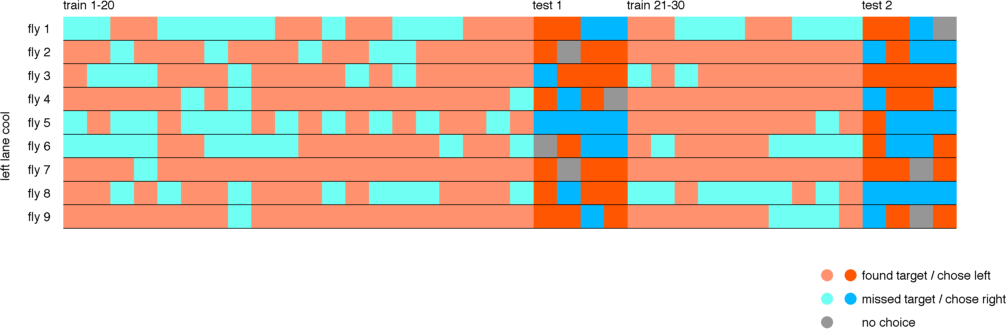 train 1-20 test 1 train 21-30 test 2
fly 1
fly 2
fly 3
fly 4
fly 5
fly 6
fly 7
fly 8
fly 9
left lane cool
found target / chose left
missed target / chose right
no choice